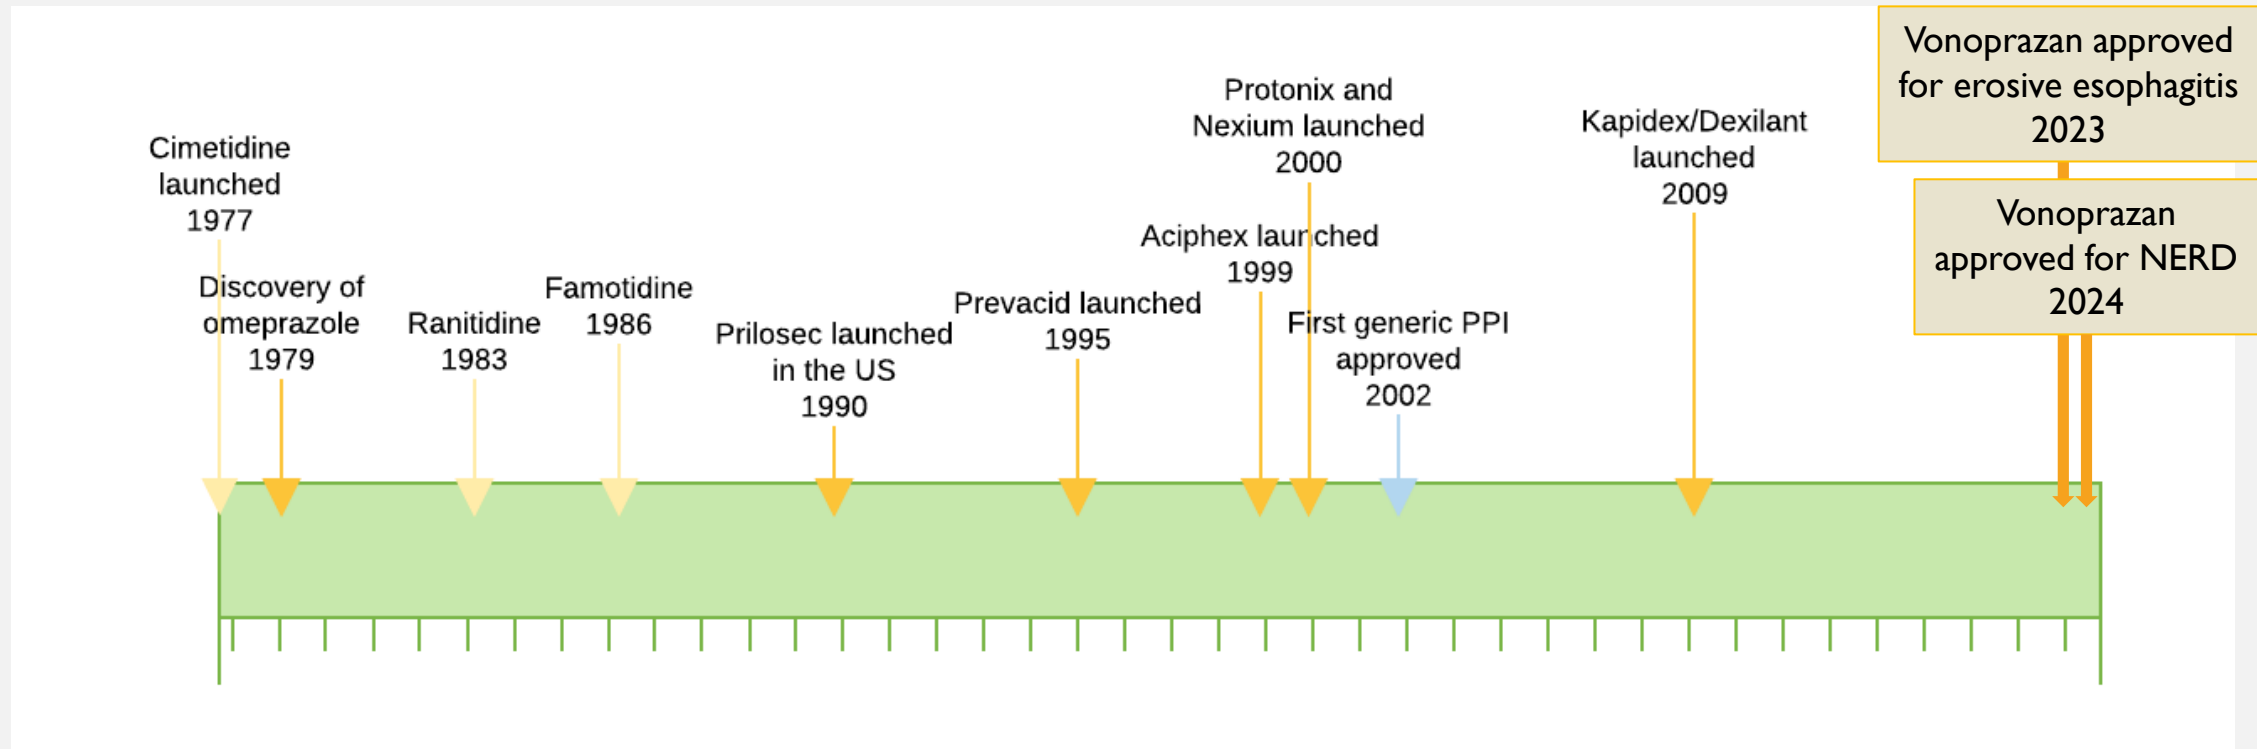 Cimetidine
launched
1977
Discovery of
omeprazole
1979
Ranitidine
1983
Famotidine
1986
Prilosec launched
in the US
1990
Prevacid launched
1995
Aciphex launched
1999
Protonix and
Nexium launched
2000
First generic PPI
approved
2002
Kapidex/Dexilant
launched
2009
Vonoprazan approved
for erosive esophagitis
2023
Vonoprazan
approved for NERD
2024